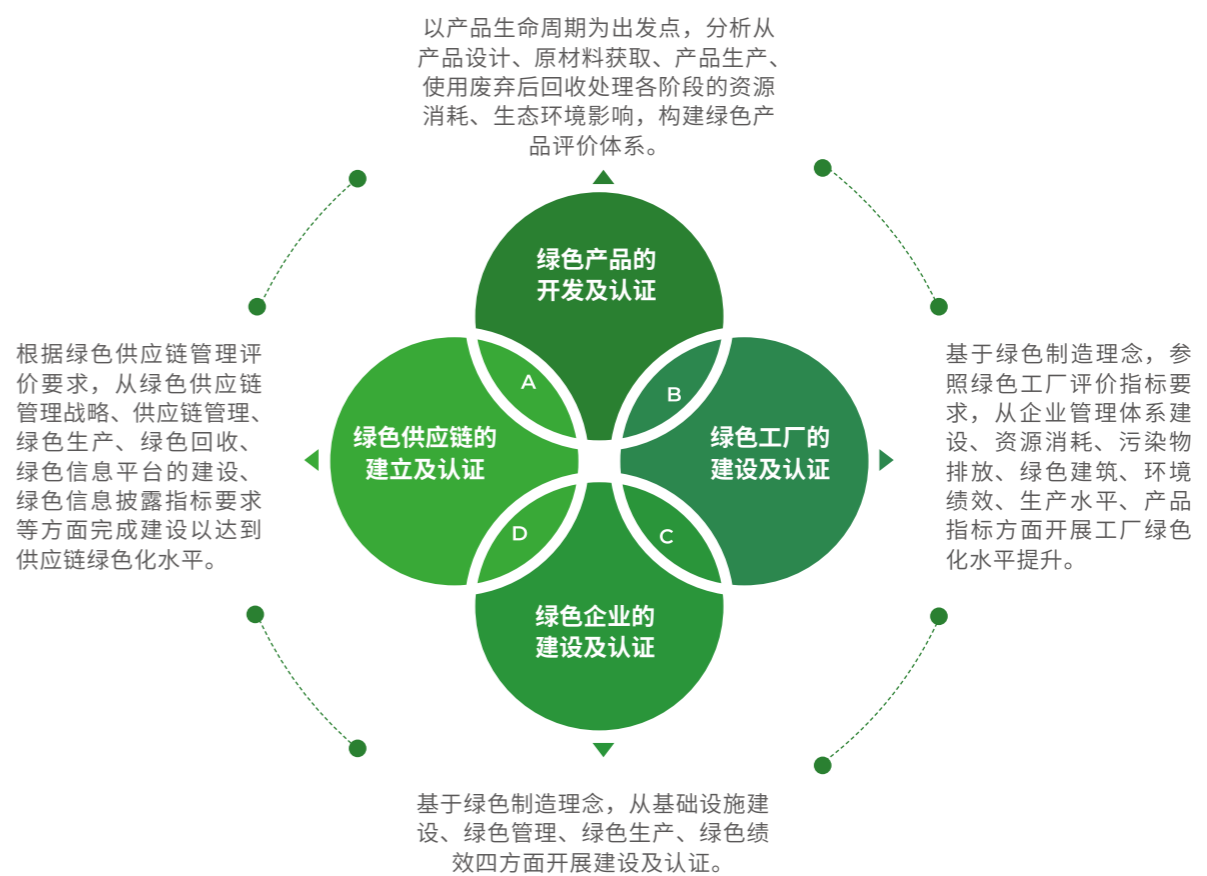 以产品生命周期为出发点，分析从
产品设计、原材料获取、产品生产、
使用废弃后回收处理各阶段的资源
消耗、生态环境影响，构建绿色产
品评价体系。
绿色产品的
开发及认证
根据绿色供应链管理评
价要求，从绿色供应链
管理战略、供应链管理、
绿色生产、绿色回收、
绿色信息平台的建设、
绿色信息披露指标要求
等方面完成建设以达到
供应链绿色化水平。
A
B
绿色供应链的
建立及认证
绿色工厂的
建设及认证
D
C
基于绿色制造理念，参
照绿色工厂评价指标要
求，从企业管理体系建
设、资源消耗、污染物
排放、绿色建筑、环境
绩效、生产水平、产品
指标方面开展工厂绿色
化水平提升。
绿色企业的
建设及认证
基于绿色制造理念，从基础设施建
设、绿色管理、绿色生产、绿色绩
效四方面开展建设及认证。